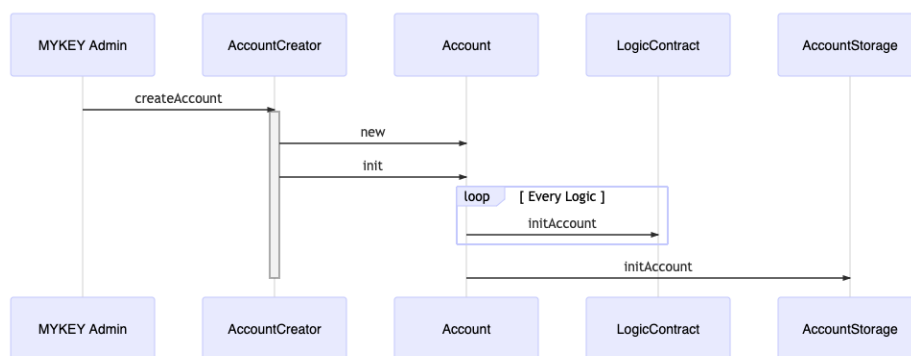 MYKEY Admin
AccountCreator
Account
LogicContract
AccountStorage
createAccount
new
init
loop
[ Every Logic ]
initAccount
initAccount
MYKEY Admin
AccountCreator
Account
LogicContract
AccountStorage